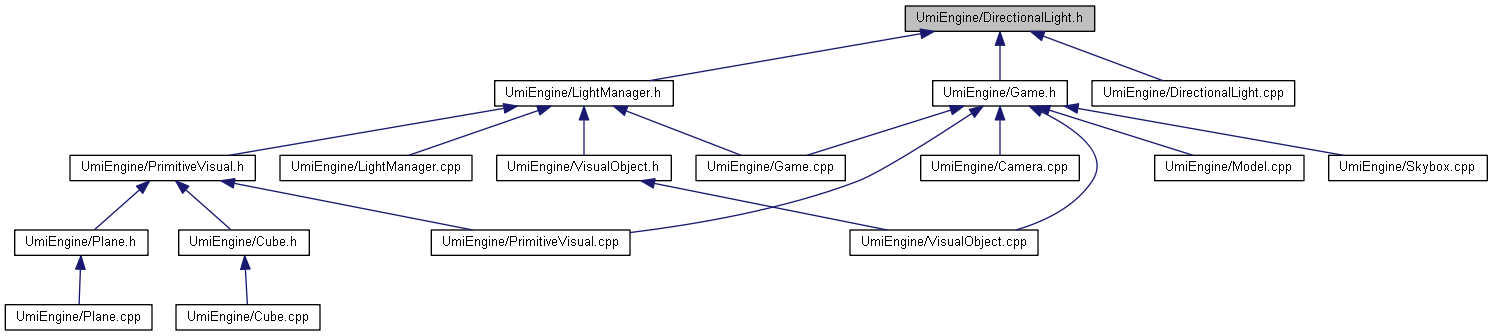 UmiEngine/DirectionalLight.h
UmiEngine/LightManager.h
UmiEngine/Game.h
UmiEngine/DirectionalLight.cpp
UmiEngine/PrimitiveVisual.h
UmiEngine/LightManager.cpp
UmiEngine/VisualObject.h
UmiEngine/Game.cpp
UmiEngine/Camera.cpp
UmiEngine/Model.cpp
UmiEngine/Skybox.cpp
UmiEngine/Plane.h
UmiEngine/Cube.h
UmiEngine/PrimitiveVisual.cpp
UmiEngine/VisualObject.cpp
UmiEngine/Plane.cpp
UmiEngine/Cube.cpp